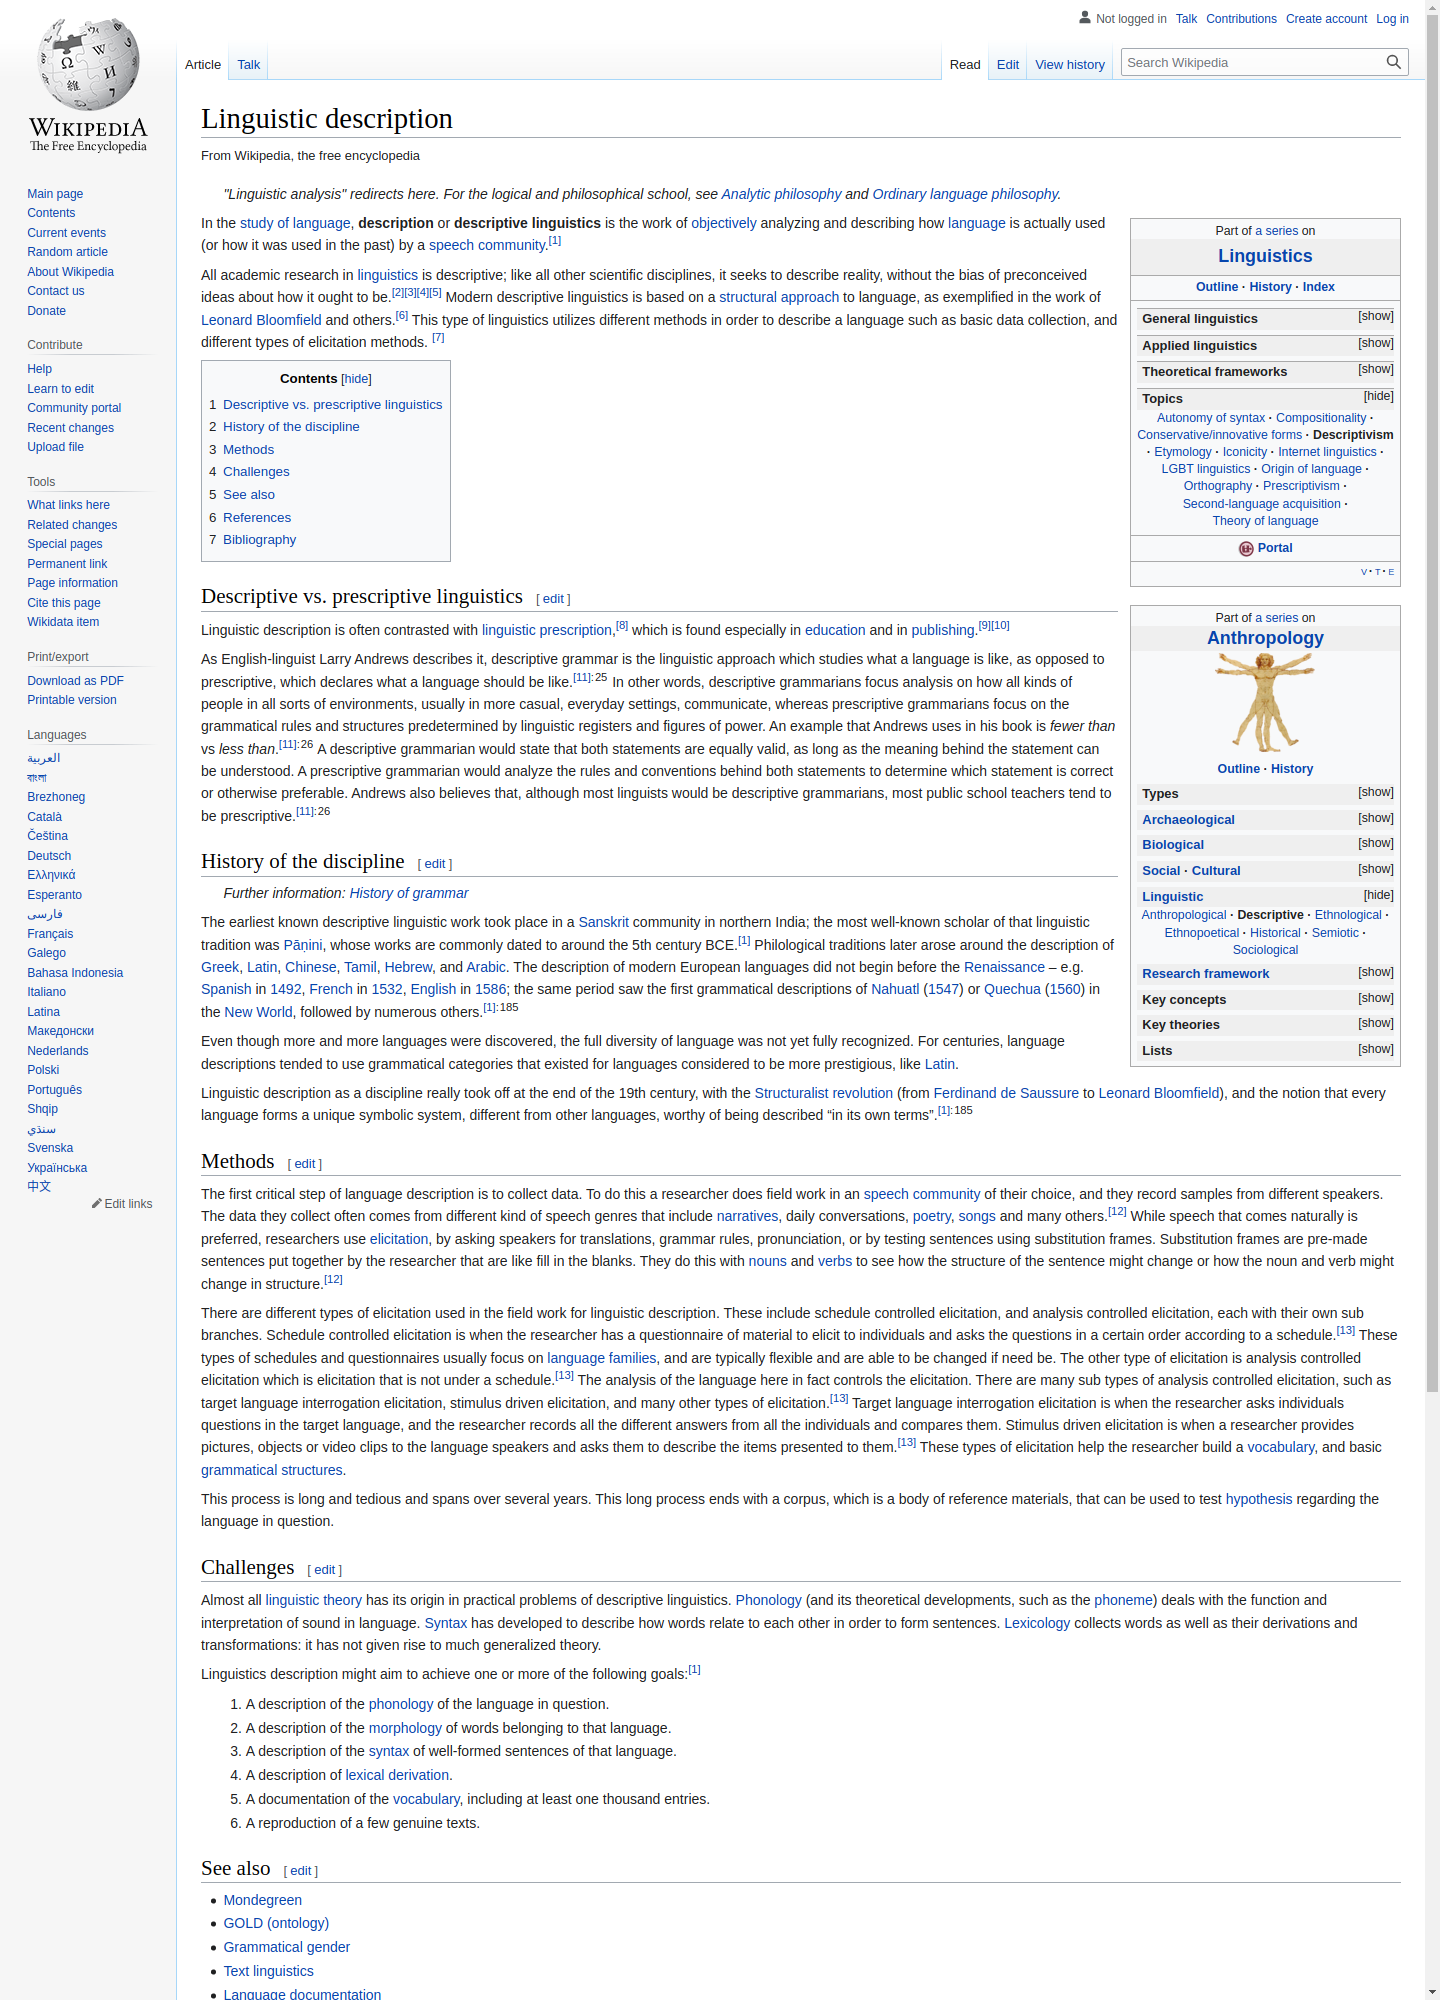 Not logged in Talk Contributions Create account Log in
Article Talk Read Edit View history Search Wikipedia
WIKIPEDIA
The Free Encyclopedia
Main page
Contents
Current events
Random article
About Wikipedia
Contact us
Donate
Contribute
Help
Learn to edit
Community portal
Recent changes
Upload file
Tools
What links here
Related changes
Special pages
Permanent link
Page information
Cite this page
Wikidata item
Print/export
Download as PDF
Printable version
Languages
العربية
বাংলা
Brezhoneg
Català
Čeština
Deutsch
Ελληνικά
Esperanto
فارسی
Français
Galego
Bahasa Indonesia
Italiano
Latina
Македонски
Nederlands
Polski
Português
Shqip
سنڌي
Svenska
Українська
中文
Edit links
Linguistic description
From Wikipedia, the free encyclopedia
"Linguistic analysis" redirects here. For the logical and philosophical school, see Analytic philosophy and Ordinary language philosophy.
In the study of language, description or descriptive linguistics is the work of objectively analyzing and describing how language is actually used
(or how it was used in the past) by a speech community.[1]
All academic research in linguistics is descriptive; like all other scientific disciplines, it seeks to describe reality, without the bias of preconceived
ideas about how it ought to be.[2][3][4][5] Modern descriptive linguistics is based on a structural approach to language, as exemplified in the work of
Leonard Bloomfield and others.[6] This type of linguistics utilizes different methods in order to describe a language such as basic data collection, and
different types of elicitation methods. [7]
Contents [hide]
1 Descriptive vs. prescriptive linguistics
2 History of the discipline
3 Methods
4 Challenges
5 See also
6 References
7 Bibliography
Part of a series on
Linguistics
Outline · History · Index
General linguistics [show]
Applied linguistics [show]
Theoretical frameworks [show]
Topics [hide]
Autonomy of syntax · Compositionality ·
Conservative/innovative forms · Descriptivism
· Etymology · Iconicity · Internet linguistics ·
LGBT linguistics · Origin of language ·
Orthography · Prescriptivism ·
Second-language acquisition ·
Theory of language
Portal
V · T · E
Part of a series on
Anthropology
Outline · History
Types [show]
Archaeological [show]
Biological [show]
Social · Cultural [show]
Linguistic [hide]
Anthropological · Descriptive · Ethnological ·
Ethnopoetical · Historical · Semiotic ·
Sociological
Research framework [show]
Key concepts [show]
Key theories [show]
Lists [show]
Descriptive vs. prescriptive linguistics [ edit ]
Linguistic description is often contrasted with linguistic prescription,[8] which is found especially in education and in publishing.[9][10]
As English-linguist Larry Andrews describes it, descriptive grammar is the linguistic approach which studies what a language is like, as opposed to
prescriptive, which declares what a language should be like.[11]:25 In other words, descriptive grammarians focus analysis on how all kinds of
people in all sorts of environments, usually in more casual, everyday settings, communicate, whereas prescriptive grammarians focus on the
grammatical rules and structures predetermined by linguistic registers and figures of power. An example that Andrews uses in his book is fewer than
vs less than.[11]:26 A descriptive grammarian would state that both statements are equally valid, as long as the meaning behind the statement can
be understood. A prescriptive grammarian would analyze the rules and conventions behind both statements to determine which statement is correct
or otherwise preferable. Andrews also believes that, although most linguists would be descriptive grammarians, most public school teachers tend to
be prescriptive.[11]:26
History of the discipline [ edit ]
Further information: History of grammar
The earliest known descriptive linguistic work took place in a Sanskrit community in northern India; the most well-known scholar of that linguistic
tradition was Pāṇini, whose works are commonly dated to around the 5th century BCE.[1] Philological traditions later arose around the description of
Greek, Latin, Chinese, Tamil, Hebrew, and Arabic. The description of modern European languages did not begin before the Renaissance – e.g.
Spanish in 1492, French in 1532, English in 1586; the same period saw the first grammatical descriptions of Nahuatl (1547) or Quechua (1560) in
the New World, followed by numerous others.[1]:185
Even though more and more languages were discovered, the full diversity of language was not yet fully recognized. For centuries, language
descriptions tended to use grammatical categories that existed for languages considered to be more prestigious, like Latin.
Linguistic description as a discipline really took off at the end of the 19th century, with the Structuralist revolution (from Ferdinand de Saussure to Leonard Bloomfield), and the notion that every
language forms a unique symbolic system, different from other languages, worthy of being described “in its own terms”.[1]:185
Methods [ edit ]
The first critical step of language description is to collect data. To do this a researcher does field work in an speech community of their choice, and they record samples from different speakers.
The data they collect often comes from different kind of speech genres that include narratives, daily conversations, poetry, songs and many others.[12] While speech that comes naturally is
preferred, researchers use elicitation, by asking speakers for translations, grammar rules, pronunciation, or by testing sentences using substitution frames. Substitution frames are pre-made
sentences put together by the researcher that are like fill in the blanks. They do this with nouns and verbs to see how the structure of the sentence might change or how the noun and verb might
change in structure.[12]
There are different types of elicitation used in the field work for linguistic description. These include schedule controlled elicitation, and analysis controlled elicitation, each with their own sub
branches. Schedule controlled elicitation is when the researcher has a questionnaire of material to elicit to individuals and asks the questions in a certain order according to a schedule.[13] These
types of schedules and questionnaires usually focus on language families, and are typically flexible and are able to be changed if need be. The other type of elicitation is analysis controlled
elicitation which is elicitation that is not under a schedule.[13] The analysis of the language here in fact controls the elicitation. There are many sub types of analysis controlled elicitation, such as
target language interrogation elicitation, stimulus driven elicitation, and many other types of elicitation.[13] Target language interrogation elicitation is when the researcher asks individuals
questions in the target language, and the researcher records all the different answers from all the individuals and compares them. Stimulus driven elicitation is when a researcher provides
pictures, objects or video clips to the language speakers and asks them to describe the items presented to them.[13] These types of elicitation help the researcher build a vocabulary, and basic
grammatical structures.
This process is long and tedious and spans over several years. This long process ends with a corpus, which is a body of reference materials, that can be used to test hypothesis regarding the
language in question.
Challenges [ edit ]
Almost all linguistic theory has its origin in practical problems of descriptive linguistics. Phonology (and its theoretical developments, such as the phoneme) deals with the function and
interpretation of sound in language. Syntax has developed to describe how words relate to each other in order to form sentences. Lexicology collects words as well as their derivations and
transformations: it has not given rise to much generalized theory.
Linguistics description might aim to achieve one or more of the following goals:[1]
1. A description of the phonology of the language in question.
2. A description of the morphology of words belonging to that language.
3. A description of the syntax of well-formed sentences of that language.
4. A description of lexical derivation.
5. A documentation of the vocabulary, including at least one thousand entries.
6. A reproduction of a few genuine texts.
See also [ edit ]
Mondegreen
GOLD (ontology)
Grammatical gender
Text linguistics
Language documentation